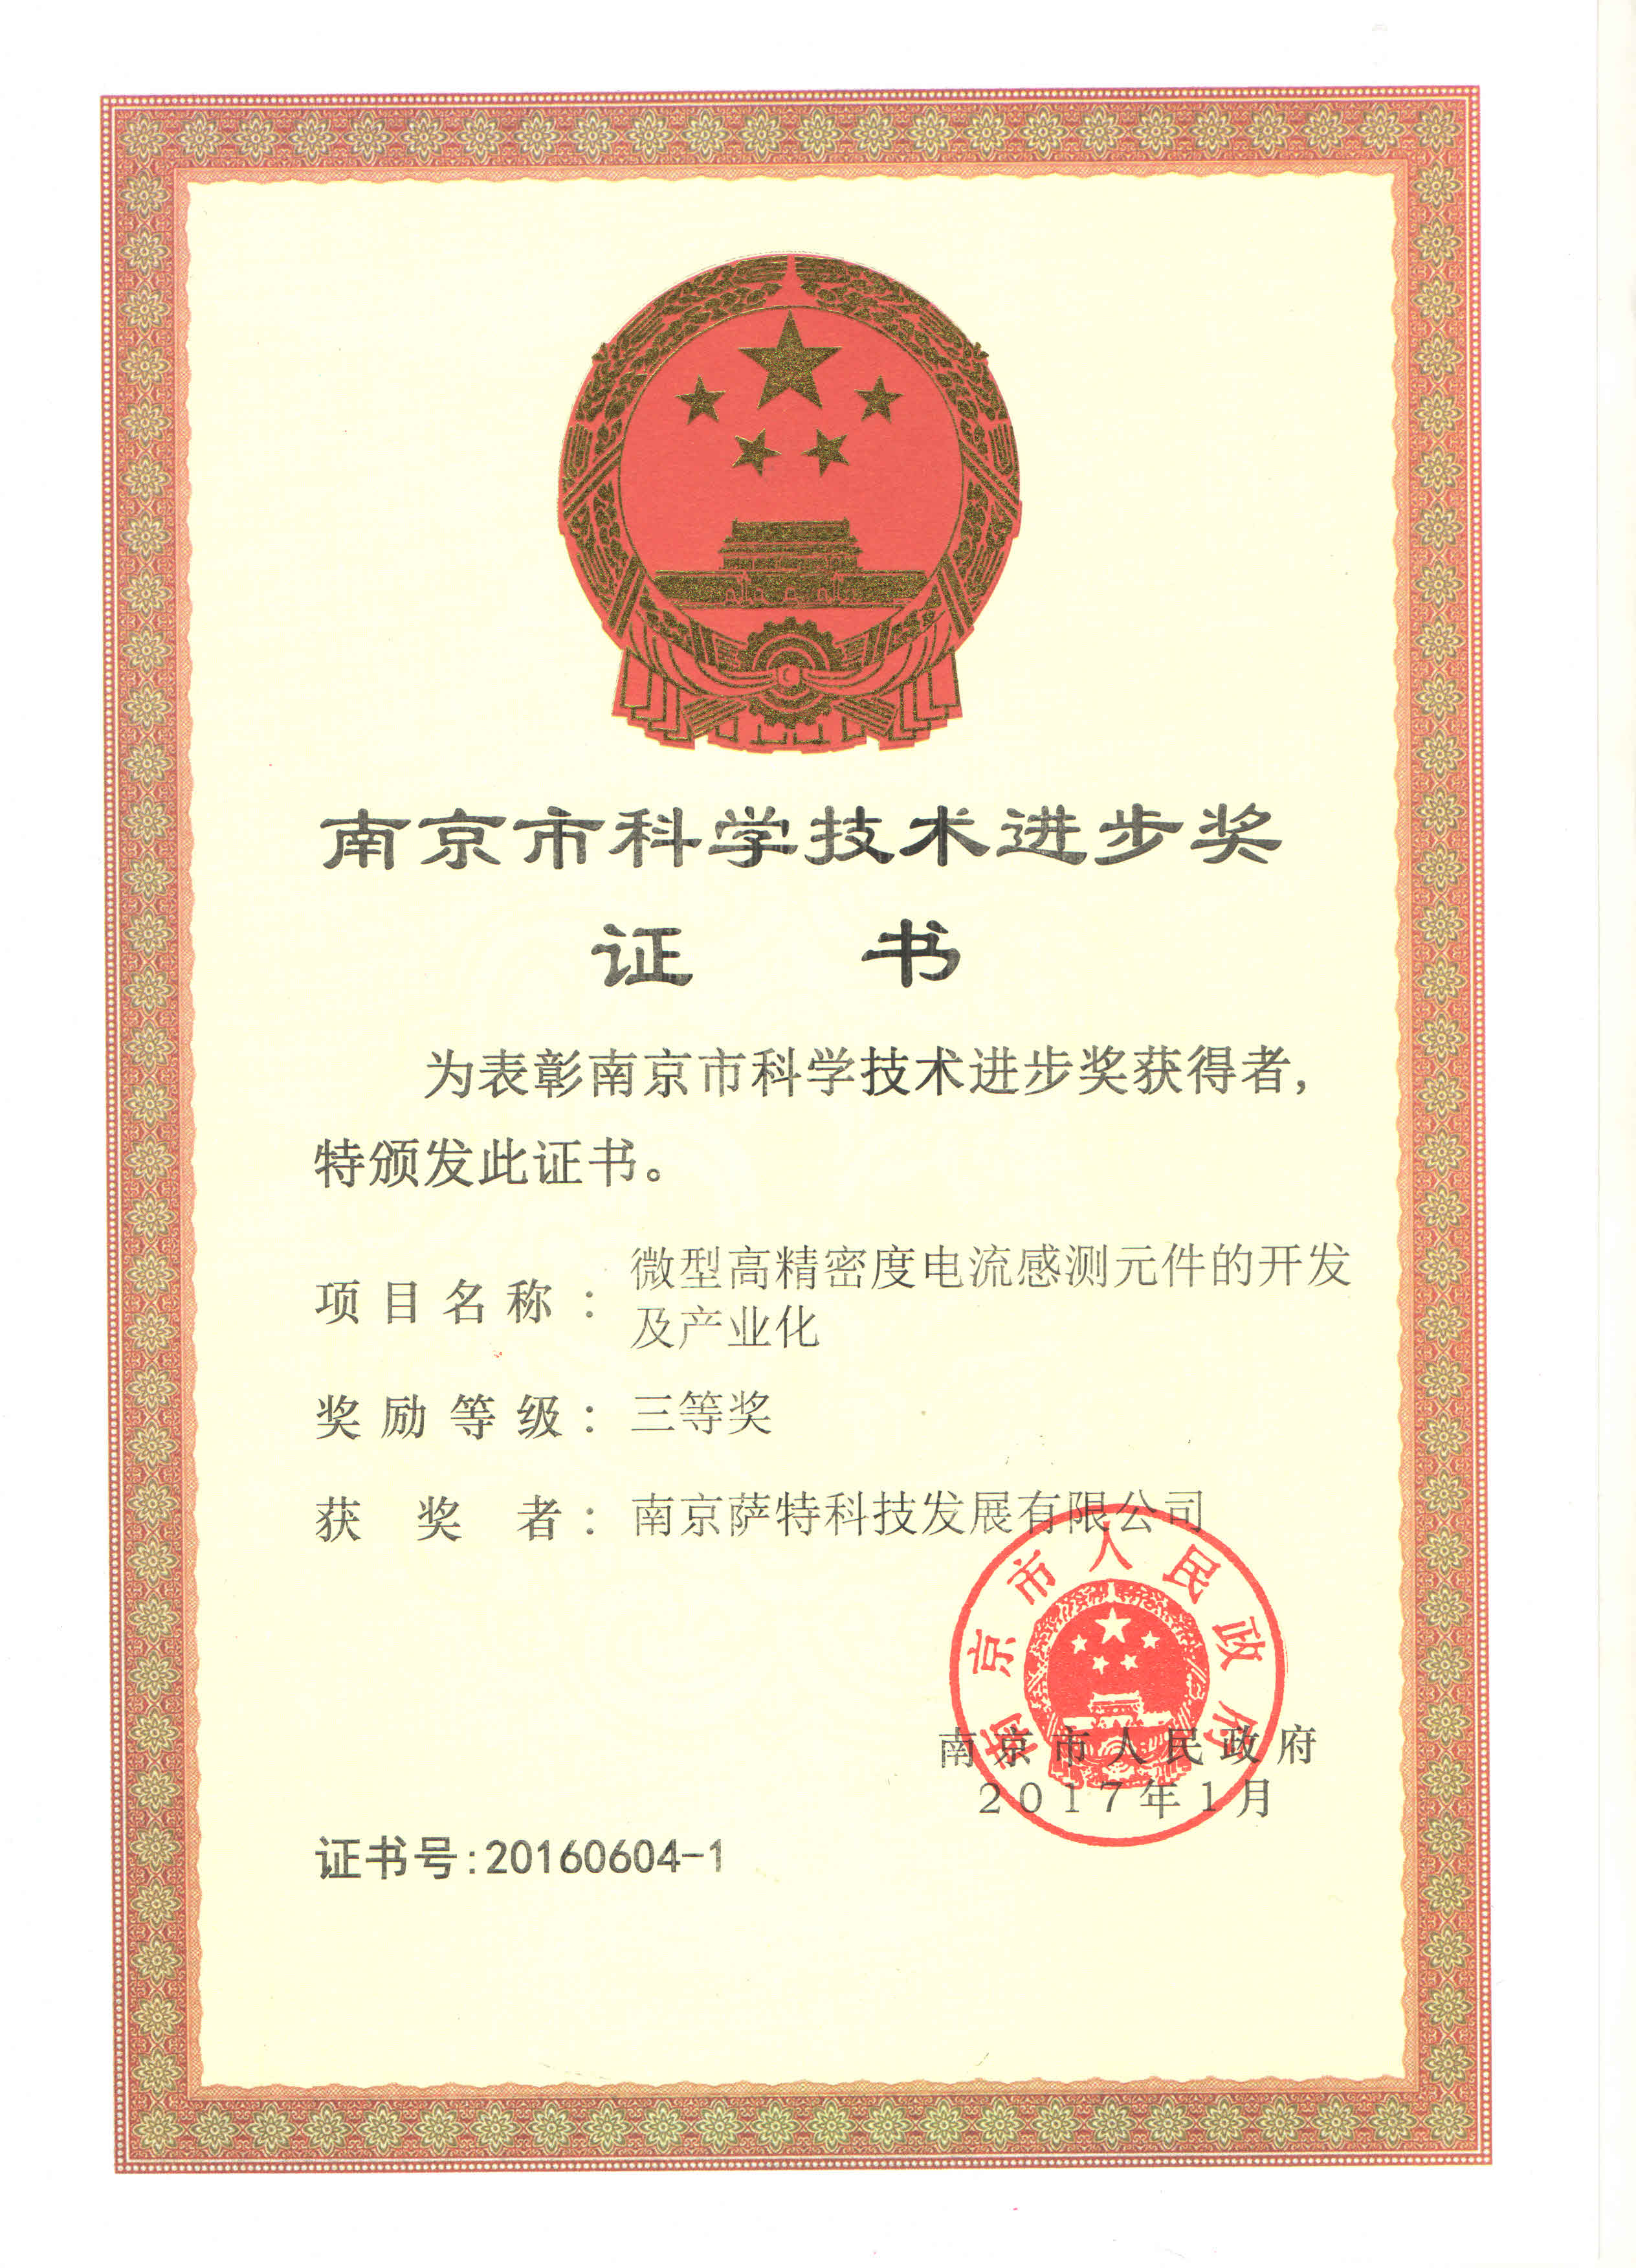 南京市科学技术进步奖
证 书
为表彰南京市科学技术进步奖获得者，
特颁发此证书。
项目名称：微型高精密度电流感测元件的开发
及产业化
奖励等级：三等奖
获奖者：南京萨特科技发展有限公司
南京市人民政府
南京市人民政府
2017年1月
证书号:20160604-1